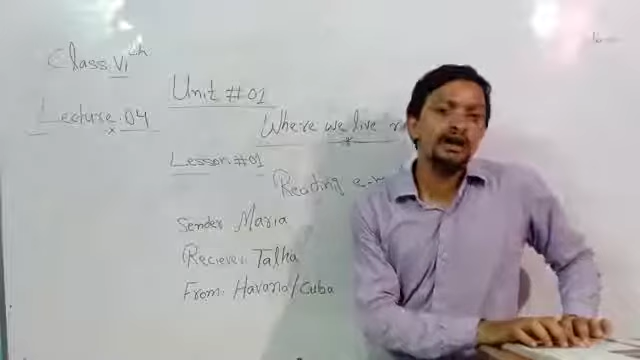 Class: VIth
Unit # 01
Lecture: 04
Where we live
Lesson #01
Reading
Sender Maria
Reciever: Talha
From: Havana/Cuba